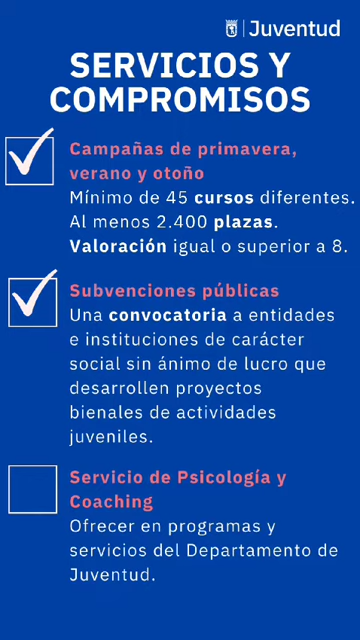 Juventud
SERVICIOS Y
COMPROMISOS
Campañas de primavera,
verano y otoño
Mínimo de 45 cursos diferentes.
Al menos 2.400 plazas.
Valoración igual o superior a 8.
Subvenciones públicas
Una convocatoria a entidades
e instituciones de carácter
social sin ánimo de lucro que
desarrollen proyectos
bienales de actividades
juveniles.
Servicio de Psicología y
Coaching
Ofrecer en programas y
servicios del Departamento de
Juventud.